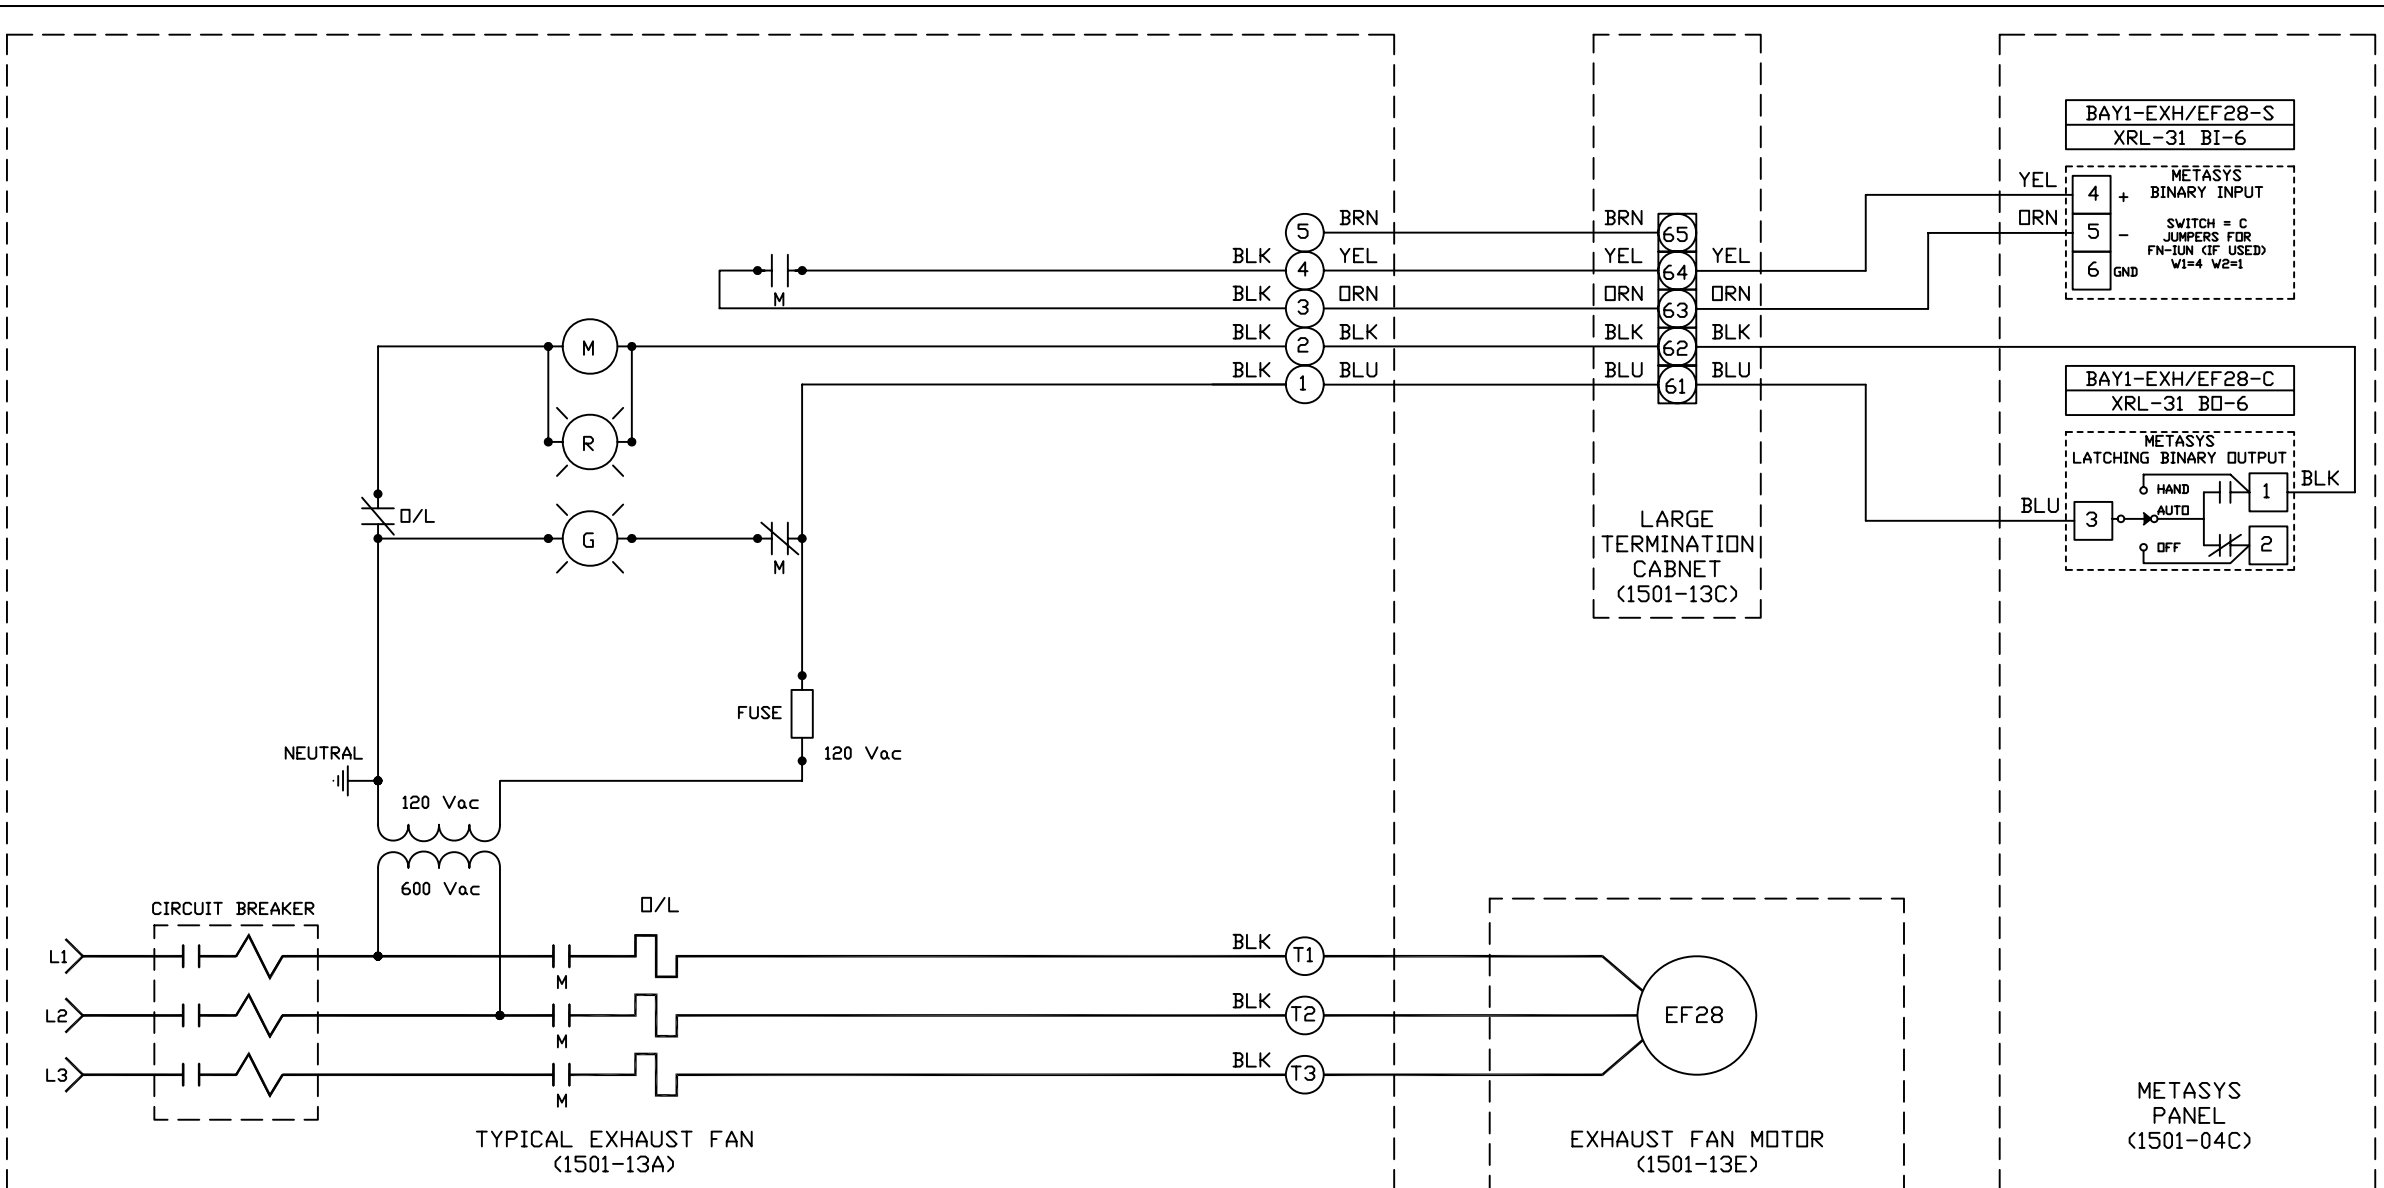 BAY1-EXH/EF28-S
XRL-31 BI-6
METASYS
BINARY INPUT
SWITCH = C
JUMPERS FOR
FN-IUN (IF USED)
W1=4 W2=1
YEL
4 +
ORN
5 -
6 GND
5 BRN
BRN 65
BLK 4 YEL
YEL 64 YEL
BLK 3 ORN
ORN 63 ORN
BLK 2 BLK
BLK 62 BLK
BLK 1 BLU
BLU 61 BLU
M
M
R
O/L
G
M
BAY1-EXH/EF28-C
XRL-31 BO-6
METASYS
LATCHING BINARY OUTPUT
HAND
1
BLK
BLU
3
AUTO
OFF
2
LARGE
TERMINATION
CABNET
(1501-13C)
FUSE
120 Vac
NEUTRAL
120 Vac
600 Vac
CIRCUIT BREAKER
O/L
L1
M
BLK T1
L2
M
BLK T2
EF28
L3
M
BLK T3
TYPICAL EXHAUST FAN
(1501-13A)
EXHAUST FAN MOTOR
(1501-13E)
METASYS
PANEL
(1501-04C)